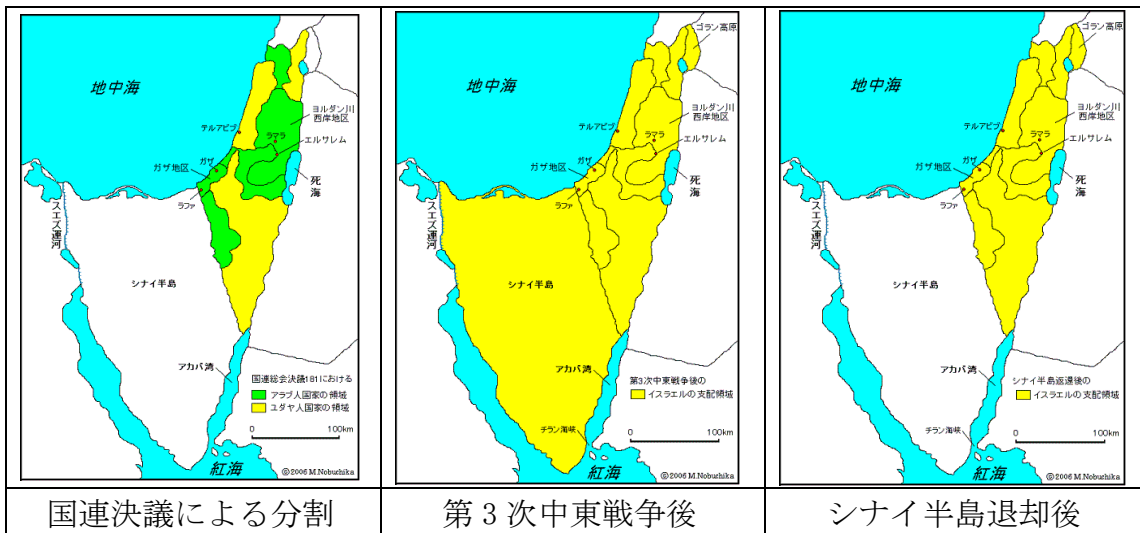 地中海
ゴラン高原
ヨルダン川
西岸地区
テルアビブ
ラマラ
エルサレム
ガザ
ガザ地区
死海
ラファ
スエズ運河
シナイ半島
アカバ湾
国連総会決議181における
アラブ人国家の領域
ユダヤ人国家の領域
0 100km
紅海
©2006 M.Nobuchika
国連決議による分割
地中海
ゴラン高原
ヨルダン川
西岸地区
テルアビブ
ラマラ
エルサレム
ガザ
ガザ地区
死海
ラファ
スエズ運河
シナイ半島
アカバ湾
第3次中東戦争後の
イスラエルの支配領域
0 100km
チラン海峡
紅海
©2006 M.Nobuchika
第3次中東戦争後
地中海
ゴラン高原
ヨルダン川
西岸地区
テルアビブ
ラマラ
エルサレム
ガザ
ガザ地区
死海
ラファ
スエズ運河
シナイ半島
アカバ湾
シナイ半島返還後の
イスラエルの支配領域
0 100km
チラン海峡
紅海
©2006 M.Nobuchika
シナイ半島退却後